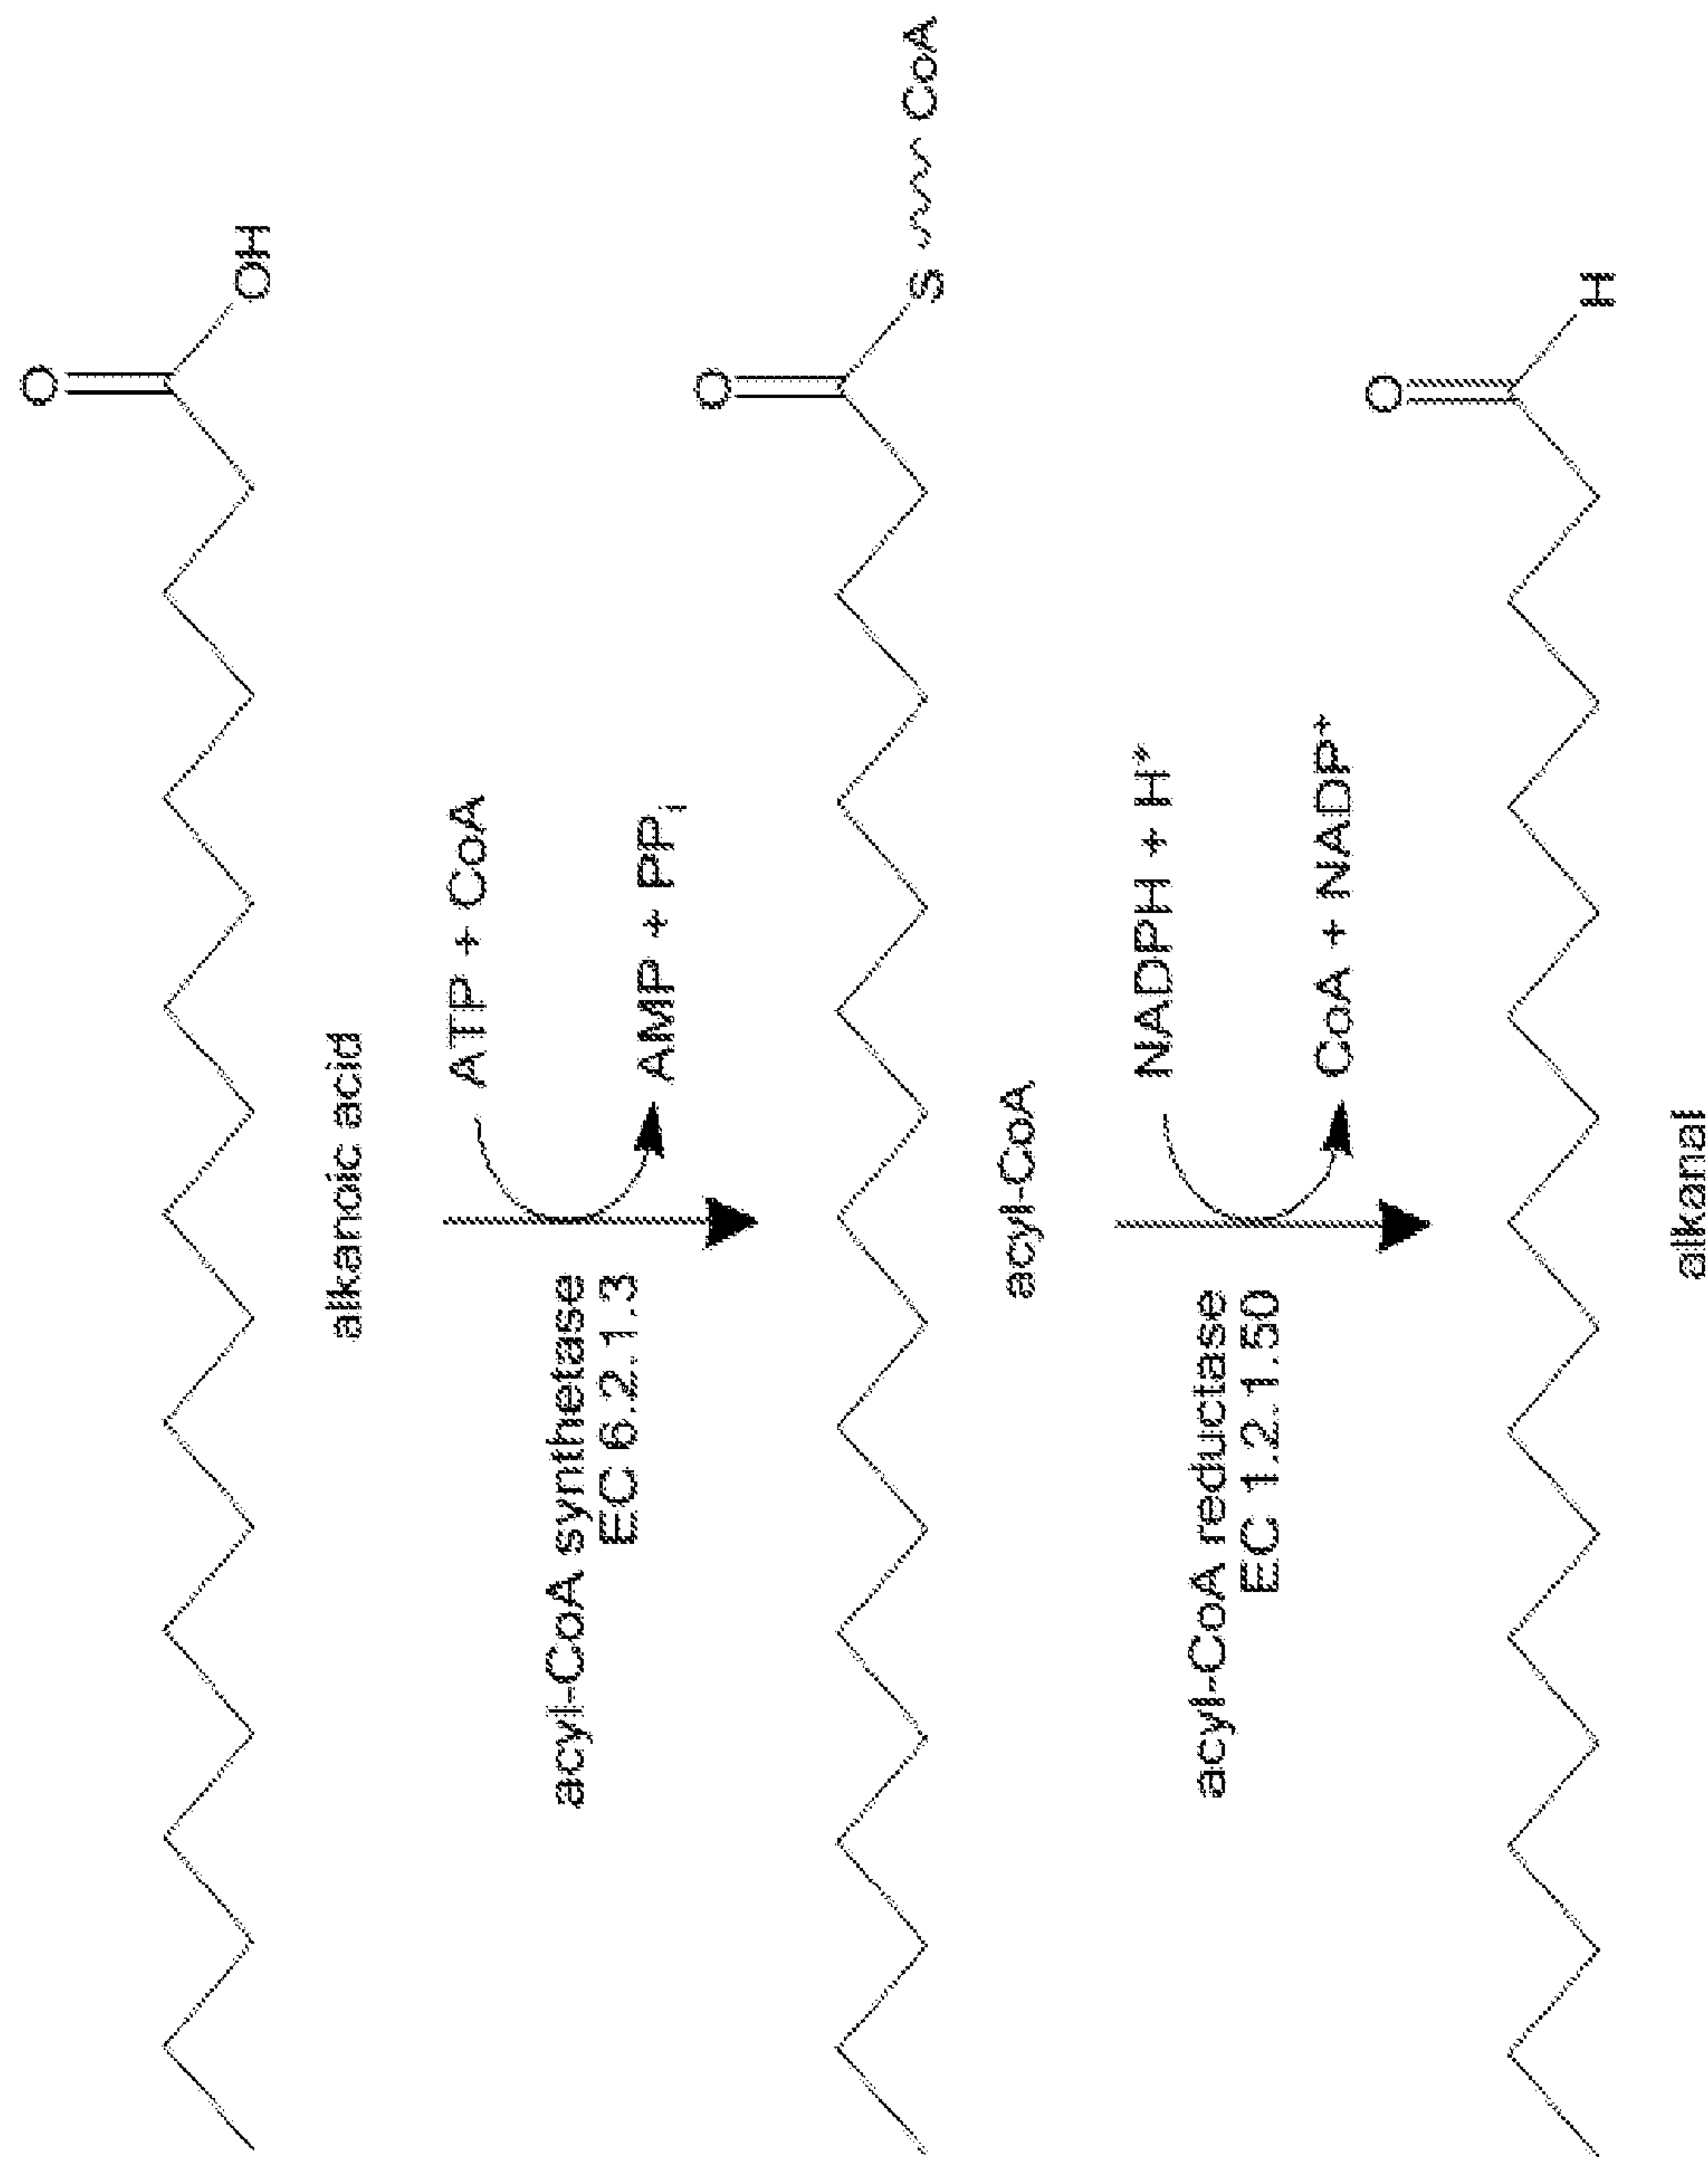 O
OH
alkanoic acid
ATP + CoA
acyl-CoA synthetase
EC 6.2.1.3
AMP + PPi
O
S
CoA
acyl-CoA
NADPH + H+
acyl-CoA reductase
EC 1.2.1.50
CoA + NADP+
O
H
alkanal